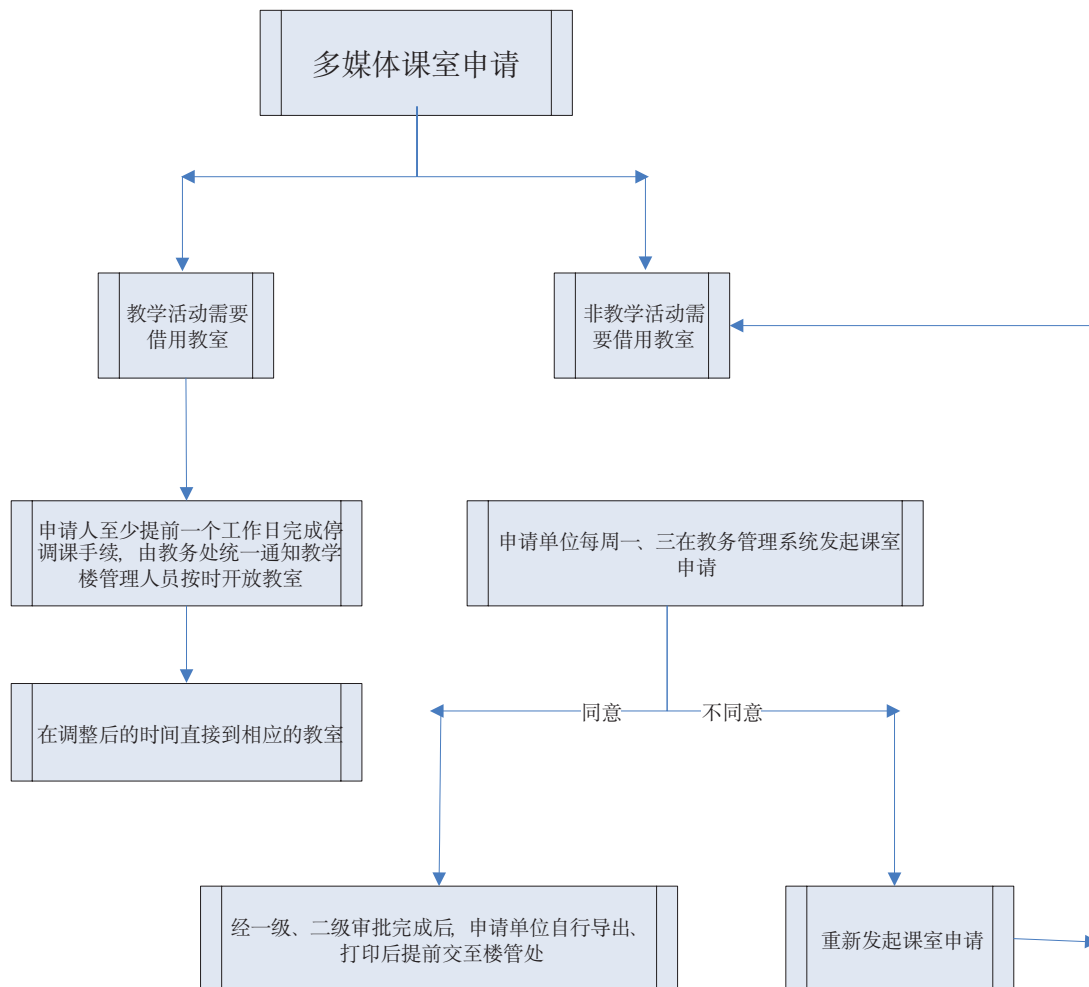 多媒体课室申请
教学活动需要
借用教室
非教学活动需
要借用教室
申请人至少提前一个工作日完成停
调课手续，由教务处统一通知教学
楼管理人员按时开放教室
申请单位每周一、三在教务管理系统发起课室
申请
在调整后的时间直接到相应的教室
同意
不同意
经一级、二级审批完成后，申请单位自行导出、
打印后提前交至楼管处
重新发起课室申请